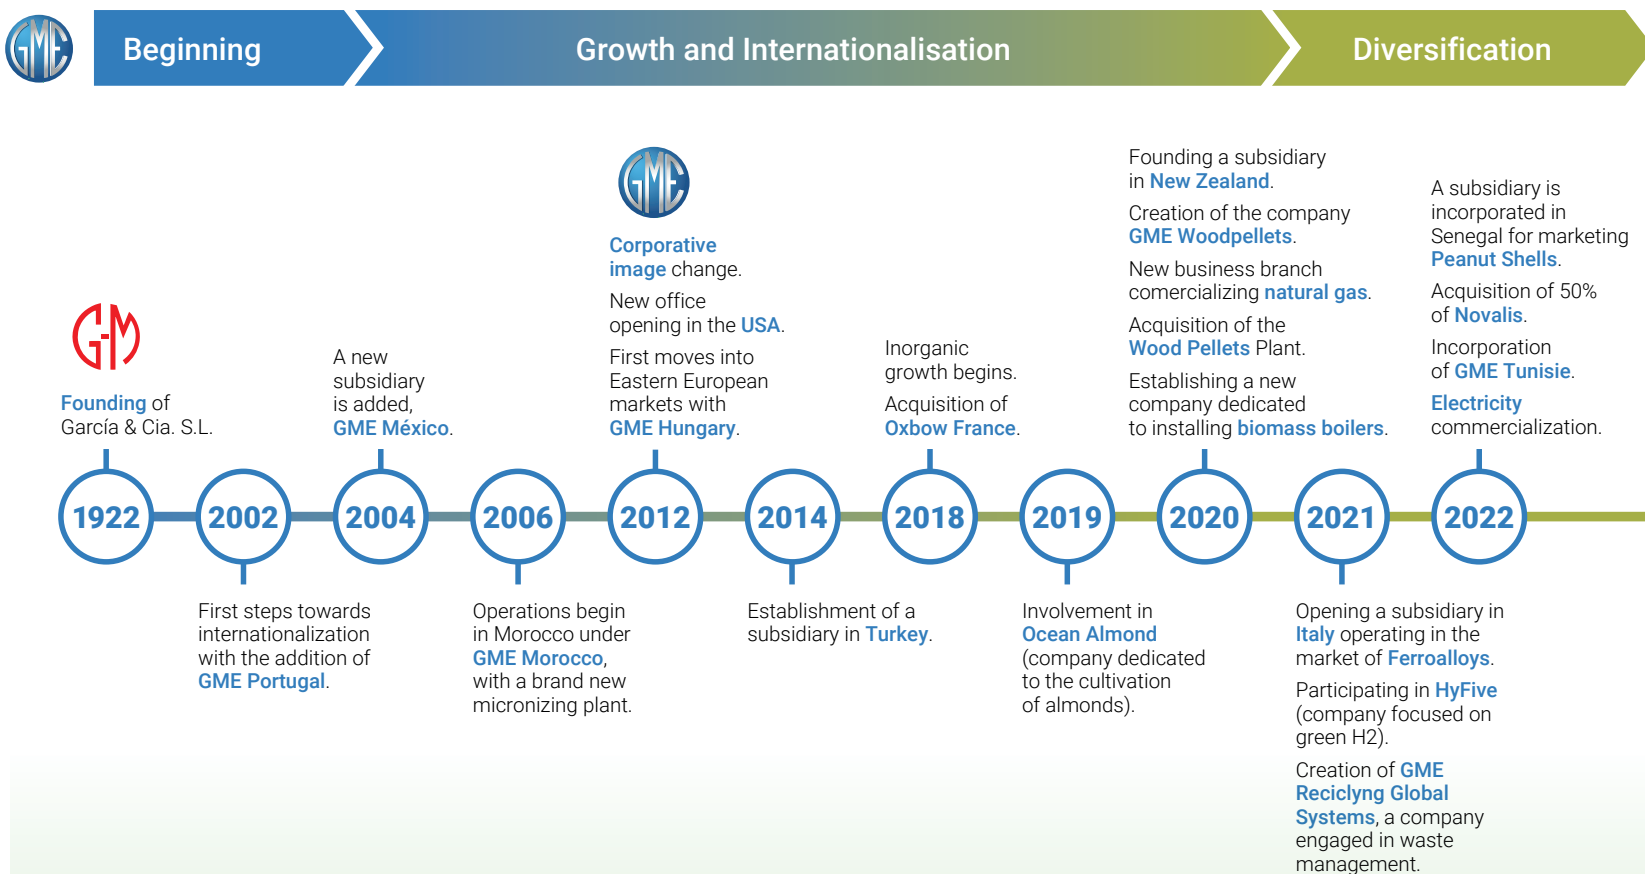 GME
Beginning
Growth and Internationalisation
Diversification
G-M
Founding of
García & Cia. S.L.
1922
2002
First steps towards
internationalization
with the addition of
GME Portugal.
A new
subsidiary
is added,
GME México.
2004
2006
Operations begin
in Morocco under
GME Morocco,
with a brand new
micronizing plant.
GME
Corporative
image change.
New office
opening in the USA.
First moves into
Eastern European
markets with
GME Hungary.
2012
2014
Establishment of a
subsidiary in Turkey.
Inorganic
growth begins.
Acquisition of
Oxbow France.
2018
2019
Involvement in
Ocean Almond
(company dedicated
to the cultivation
of almonds).
Founding a subsidiary
in New Zealand.
Creation of the company
GME Woodpellets.
New business branch
comercializing natural gas.
Acquisition of the
Wood Pellets Plant.
Establishing a new
company dedicated
to installing biomass boilers.
2020
2021
Opening a subsidiary in
Italy operating in the
market of Ferroalloys.
Participating in HyFive
(company focused on
green H2).
Creation of GME
Reciclyng Global
Systems, a company
engaged in waste
management.
A subsidiary is
incorporated in
Senegal for marketing
Peanut Shells.
Acquisition of 50%
of Novalis.
Incorporation
of GME Tunisie.
Electricity
commercialization.
2022